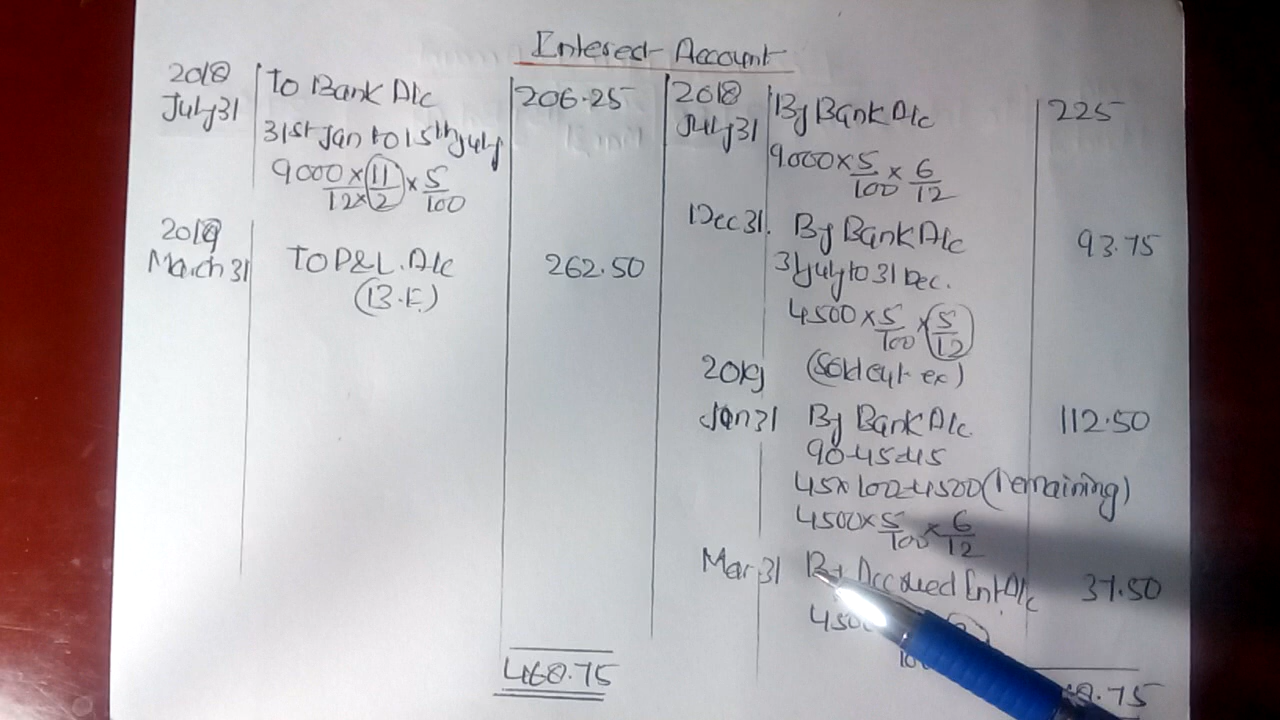 Interest Account
2018
July 31
To Bank A/c
31st Jan to 15th July
9000 × 11/12×2 × 5/100
206.25
2019
March 31
To P&L. A/c
(B.F.)
262.50
468.75
2018
July 31
By Bank A/c
9000 × 5/100 × 6/12
225
Dec 31.
By Bank A/c
31 July to 31 Dec.
4500 × 5/100 × 5/12
(Sold cut ex)
93.75
2019
Jan 31
By Bank A/c
90-45=45
45×100=4500 (remaining)
4500 × 5/100 × 6/12
112.50
Mar 31
By Accrued Int A/c
37.50